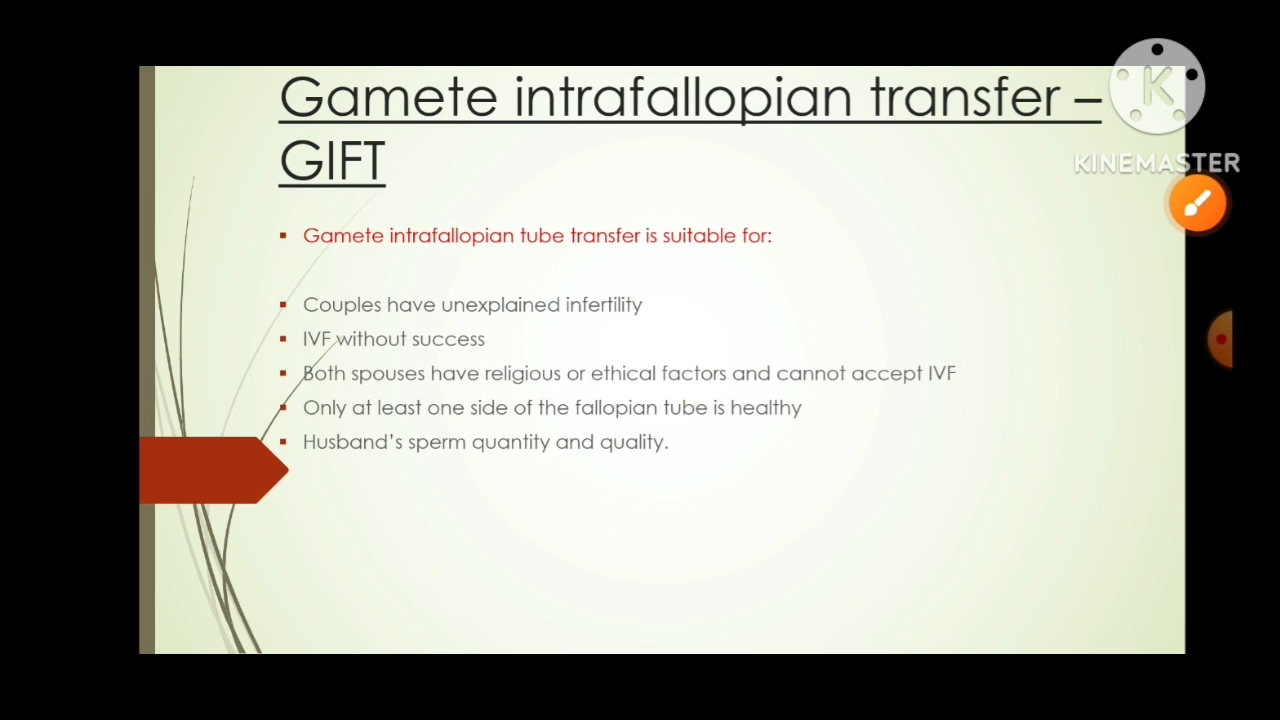 Gamete intrafallopian transfer –
GIFT
K
KINEMASTER
▪ Gamete intrafallopian tube transfer is suitable for:
▪ Couples have unexplained infertility
▪ IVF without success
▪ Both spouses have religious or ethical factors and cannot accept IVF
▪ Only at least one side of the fallopian tube is healthy
▪ Husband's sperm quantity and quality.